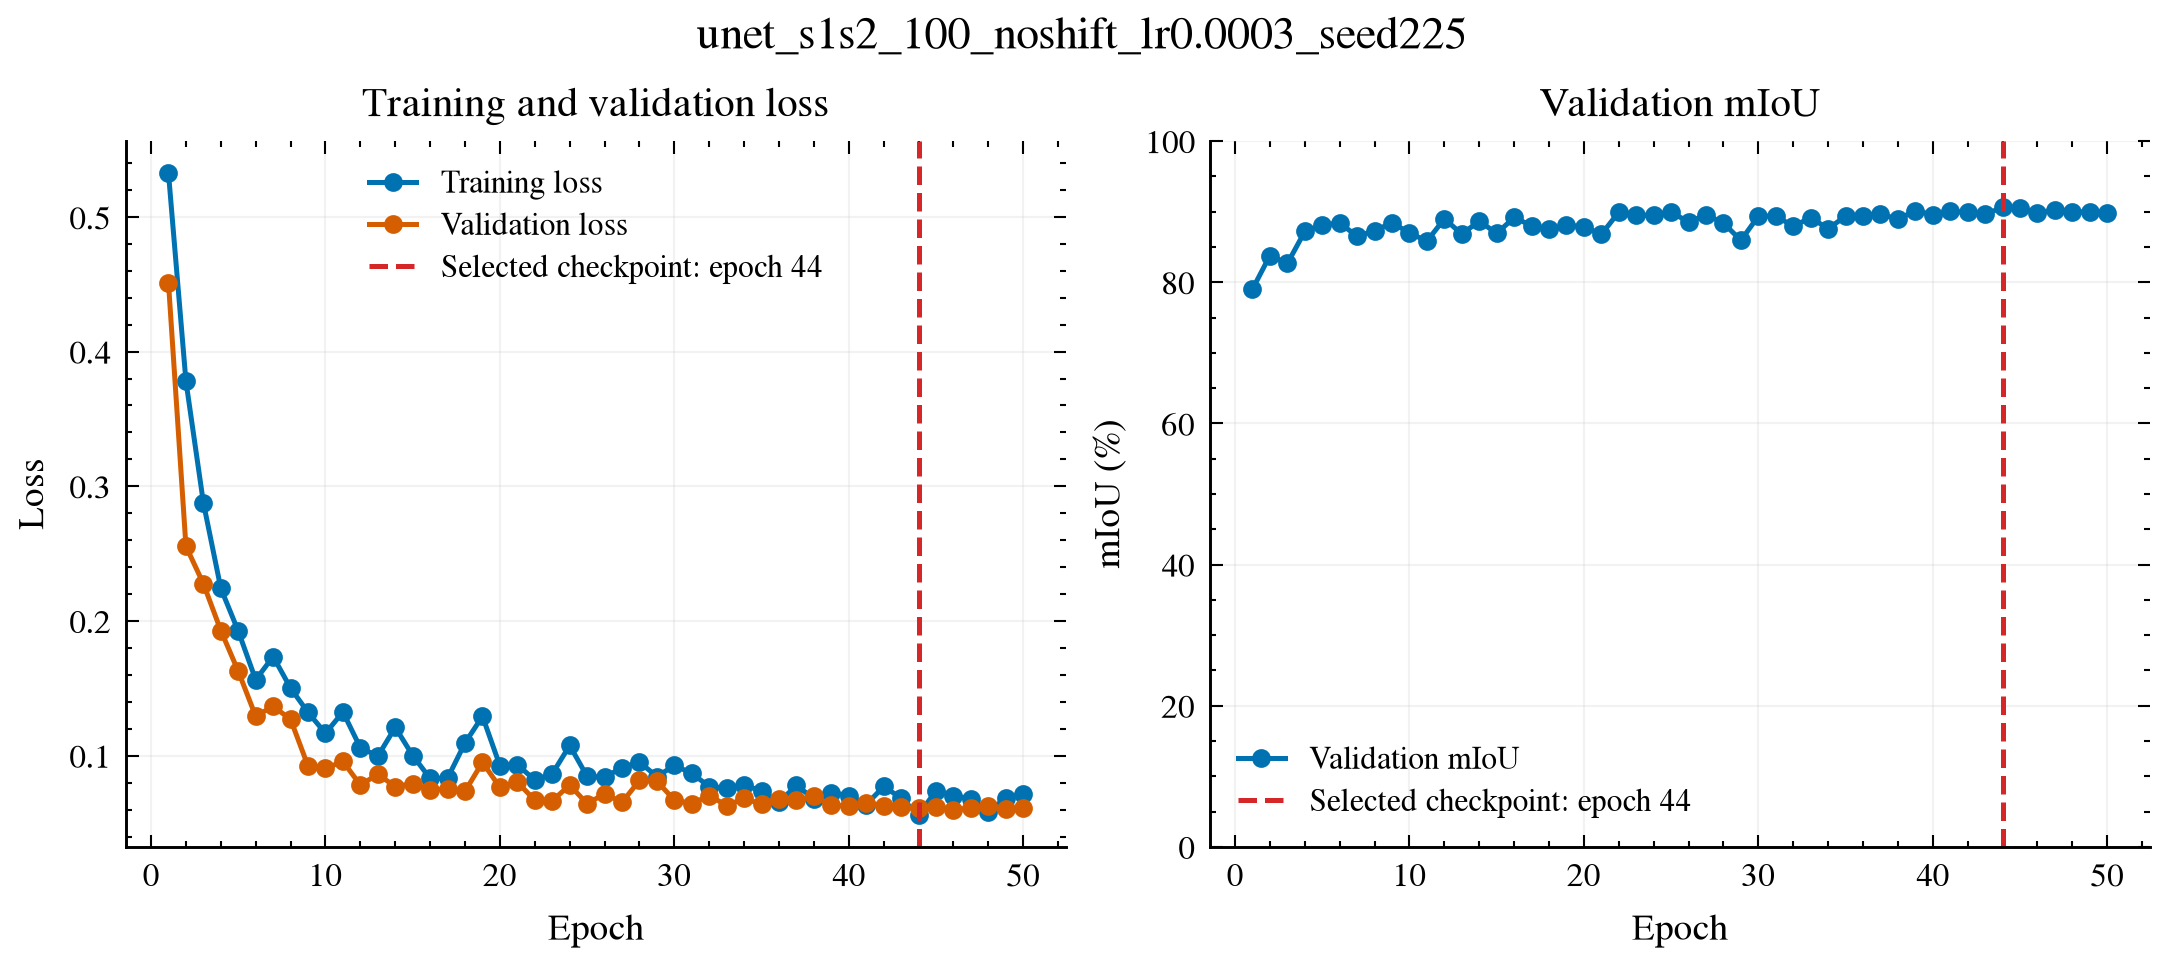 unet_s1s2_100_noshift_lr0.0003_seed225
Training and validation loss
Training loss
Validation loss
Selected checkpoint: epoch 44
0.5
0.4
0.3
0.2
0.1
Loss
0 10 20 30 40 50
Epoch
Validation mIoU
100
80
60
40
20
0
mIoU (%)
Validation mIoU
Selected checkpoint: epoch 44
0 10 20 30 40 50
Epoch